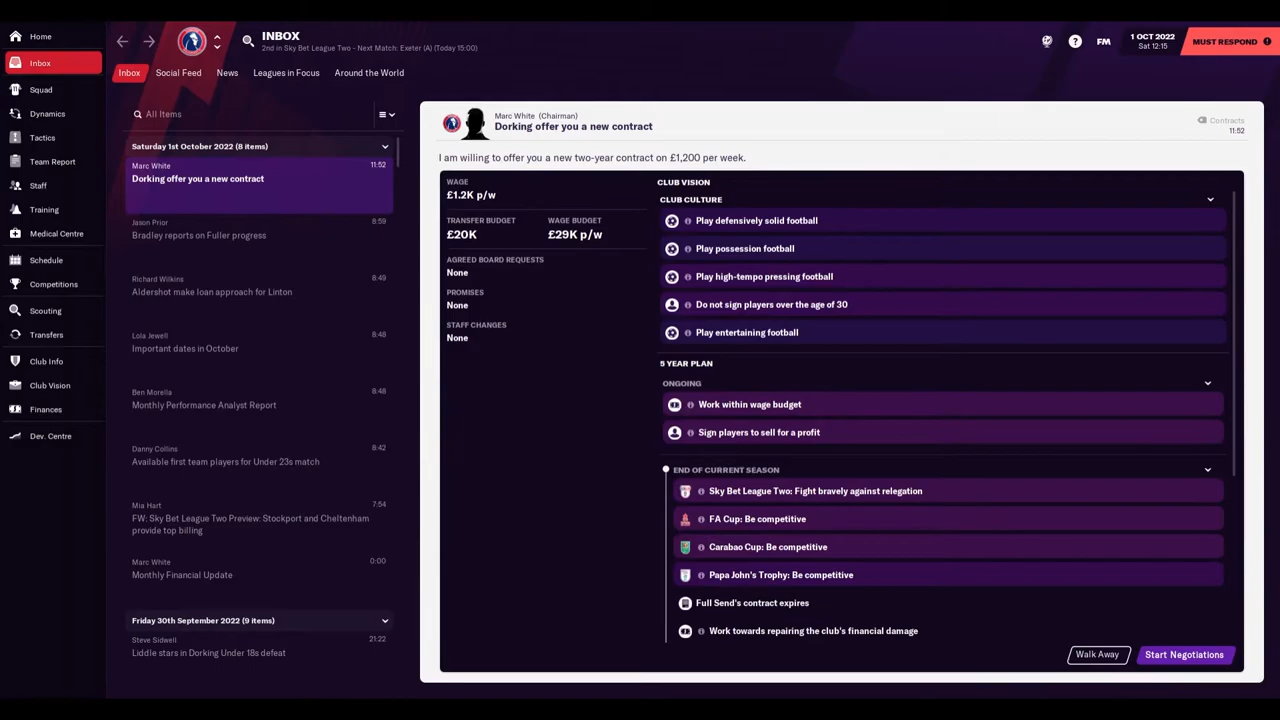 Home
Inbox
Squad
Dynamics
Tactics
Team Report
Staff
Training
Medical Centre
Schedule
Competitions
Scouting
Transfers
Club Info
Club Vision
Finances
Dev. Centre
INBOX
2nd in Sky Bet League Two - Next Match: Exeter (A) (Today 15:00)
?
FM
1 OCT 2022
Sat 12:15
MUST RESPOND
Inbox
Social Feed
News
Leagues in Focus
Around the World
All Items
Saturday 1st October 2022 (8 items)
Marc White 11:52
Dorking offer you a new contract
Jason Prior 8:59
Bradley reports on Fuller progress
Richard Wilkins 8:49
Aldershot make loan approach for Linton
Lola Jewell 8:48
Important dates in October
Ben Morella 8:48
Monthly Performance Analyst Report
Danny Collins 8:42
Available first team players for Under 23s match
Mia Hart 7:54
FW: Sky Bet League Two Preview: Stockport and Cheltenham
provide top billing
Marc White 0:00
Monthly Financial Update
Friday 30th September 2022 (9 items)
Steve Sidwell 21:22
Liddle stars in Dorking Under 18s defeat
Marc White (Chairman)
Dorking offer you a new contract
Contracts
11:52
I am willing to offer you a new two-year contract on £1,200 per week.
WAGE
£1.2K p/w
TRANSFER BUDGET
£20K
WAGE BUDGET
£29K p/w
AGREED BOARD REQUESTS
None
PROMISES
None
STAFF CHANGES
None
CLUB VISION
CLUB CULTURE
Play defensively solid football
Play possession football
Play high-tempo pressing football
Do not sign players over the age of 30
Play entertaining football
5 YEAR PLAN
ONGOING
Work within wage budget
Sign players to sell for a profit
END OF CURRENT SEASON
Sky Bet League Two: Fight bravely against relegation
FA Cup: Be competitive
Carabao Cup: Be competitive
Papa John's Trophy: Be competitive
Full Send's contract expires
Work towards repairing the club's financial damage
Walk Away
Start Negotiations